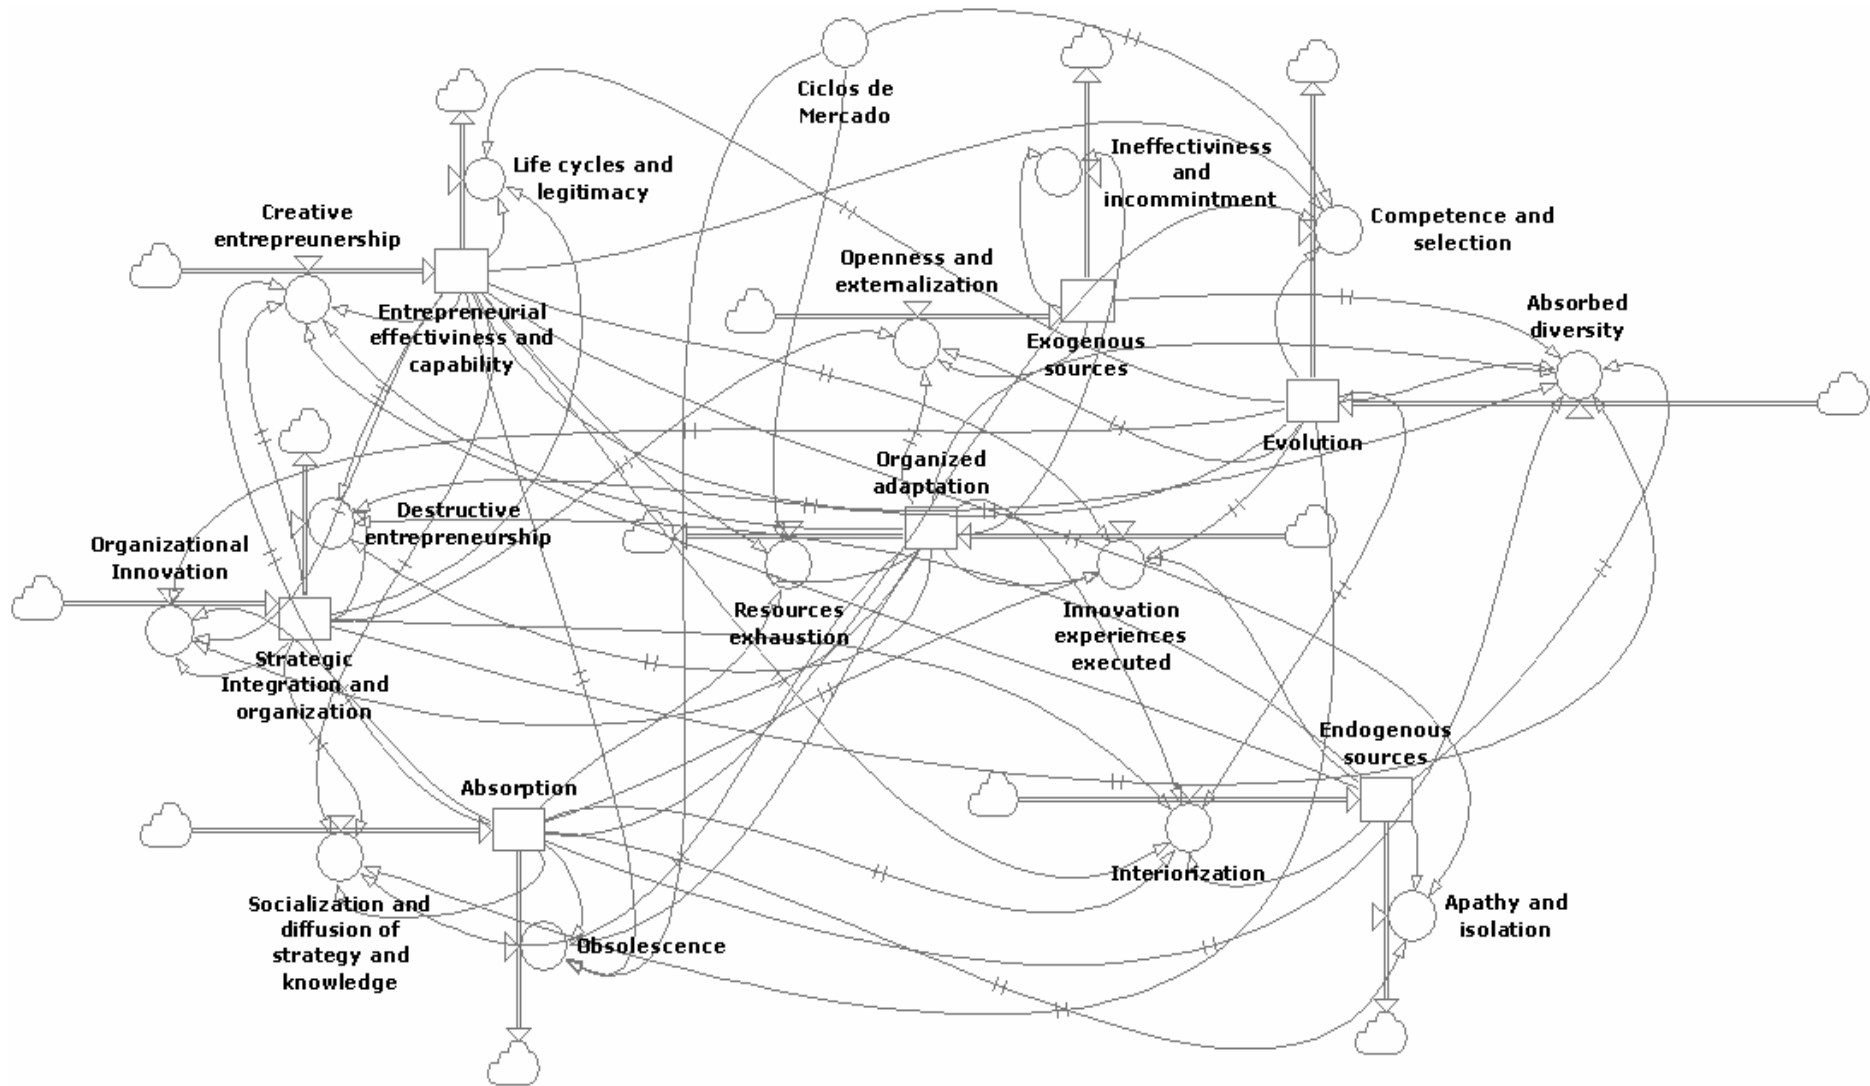 Ciclos de
Mercado
Life cycles and
legitimacy
Ineffectiviness
and
incommintment
Creative
entrepreunership
Competence and
selection
Openness and
externalization
Absorbed
diversity
Entrepreneurial
effectiviness and
capability
Exogenous
sources
Evolution
Organized
adaptation
Destructive
entrepreneurship
Organizational
Innovation
Resources
exhaustion
Innovation
experiences
executed
Strategic
Integration and
organization
Endogenous
sources
Absorption
Interiorization
Socialization and
diffusion of
strategy and
knowledge
Obsolescence
Apathy and
isolation